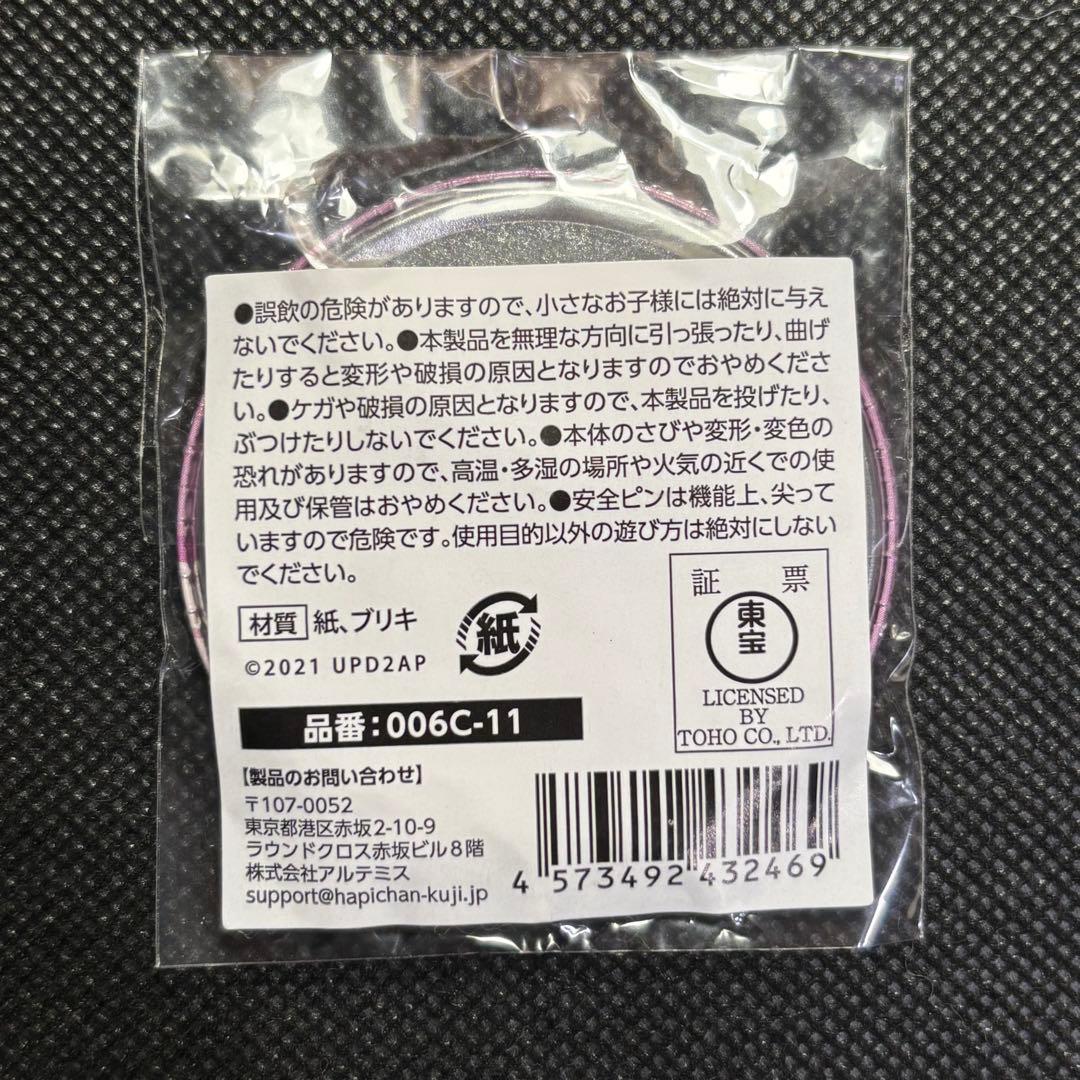 ●誤飲の危険がありますので、小さなお子様には絶対に与え
ないでください。●本製品を無理な方向に引っ張ったり、曲げ
たりすると変形や破損の原因となりますのでおやめくださ
い。●ケガや破損の原因となりますので、本製品を投げたり、
ぶつけたりしないでください。●本体のさびや変形・変色の
恐れがありますので、高温・多湿の場所や火気の近くでの使
用及び保管はおやめください。●安全ピンは機能上、尖って
いますので危険です。使用目的以外の遊び方は絶対にしない
でください。
材質 紙、ブリキ
紙
©2021 UPD2AP
証 票
東宝
LICENSED
BY
TOHO CO., LTD.
品番：006C-11
【製品のお問い合わせ】
〒107-0052
東京都港区赤坂2-10-9
ラウンドクロス赤坂ビル8階
株式会社アルテミス
support@hapichan-kuji.jp
4 573492 432469